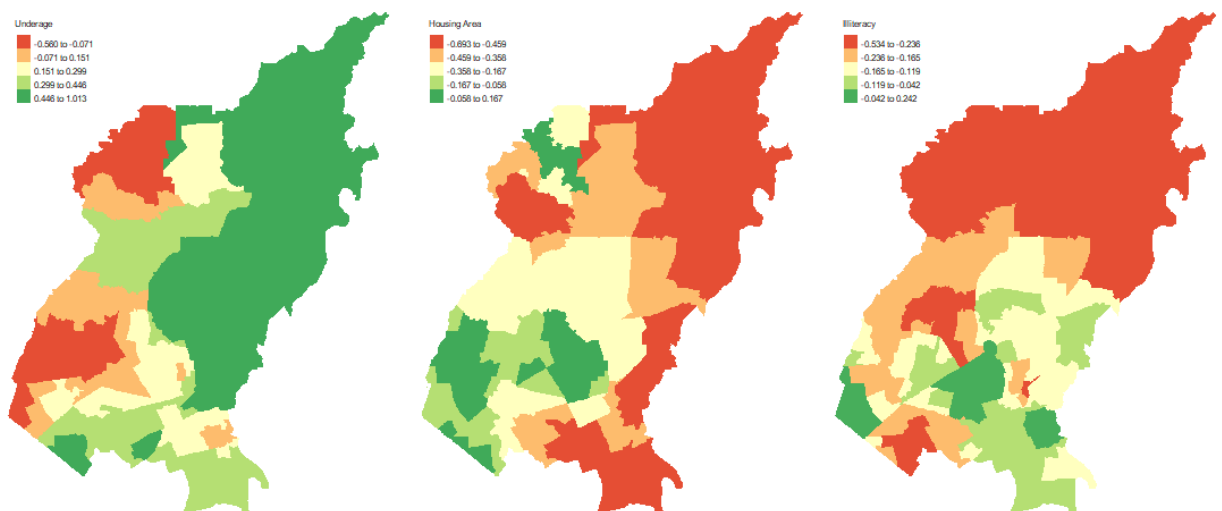 Underage
-0.560 to -0.071
-0.071 to 0.151
0.151 to 0.299
0.299 to 0.446
0.446 to 1.013
Housing Area
-0.693 to -0.459
-0.459 to -0.358
-0.358 to -0.167
-0.167 to -0.058
-0.058 to 0.167
Illiteracy
-0.534 to -0.236
-0.236 to -0.165
-0.165 to -0.119
-0.119 to -0.042
-0.042 to 0.242